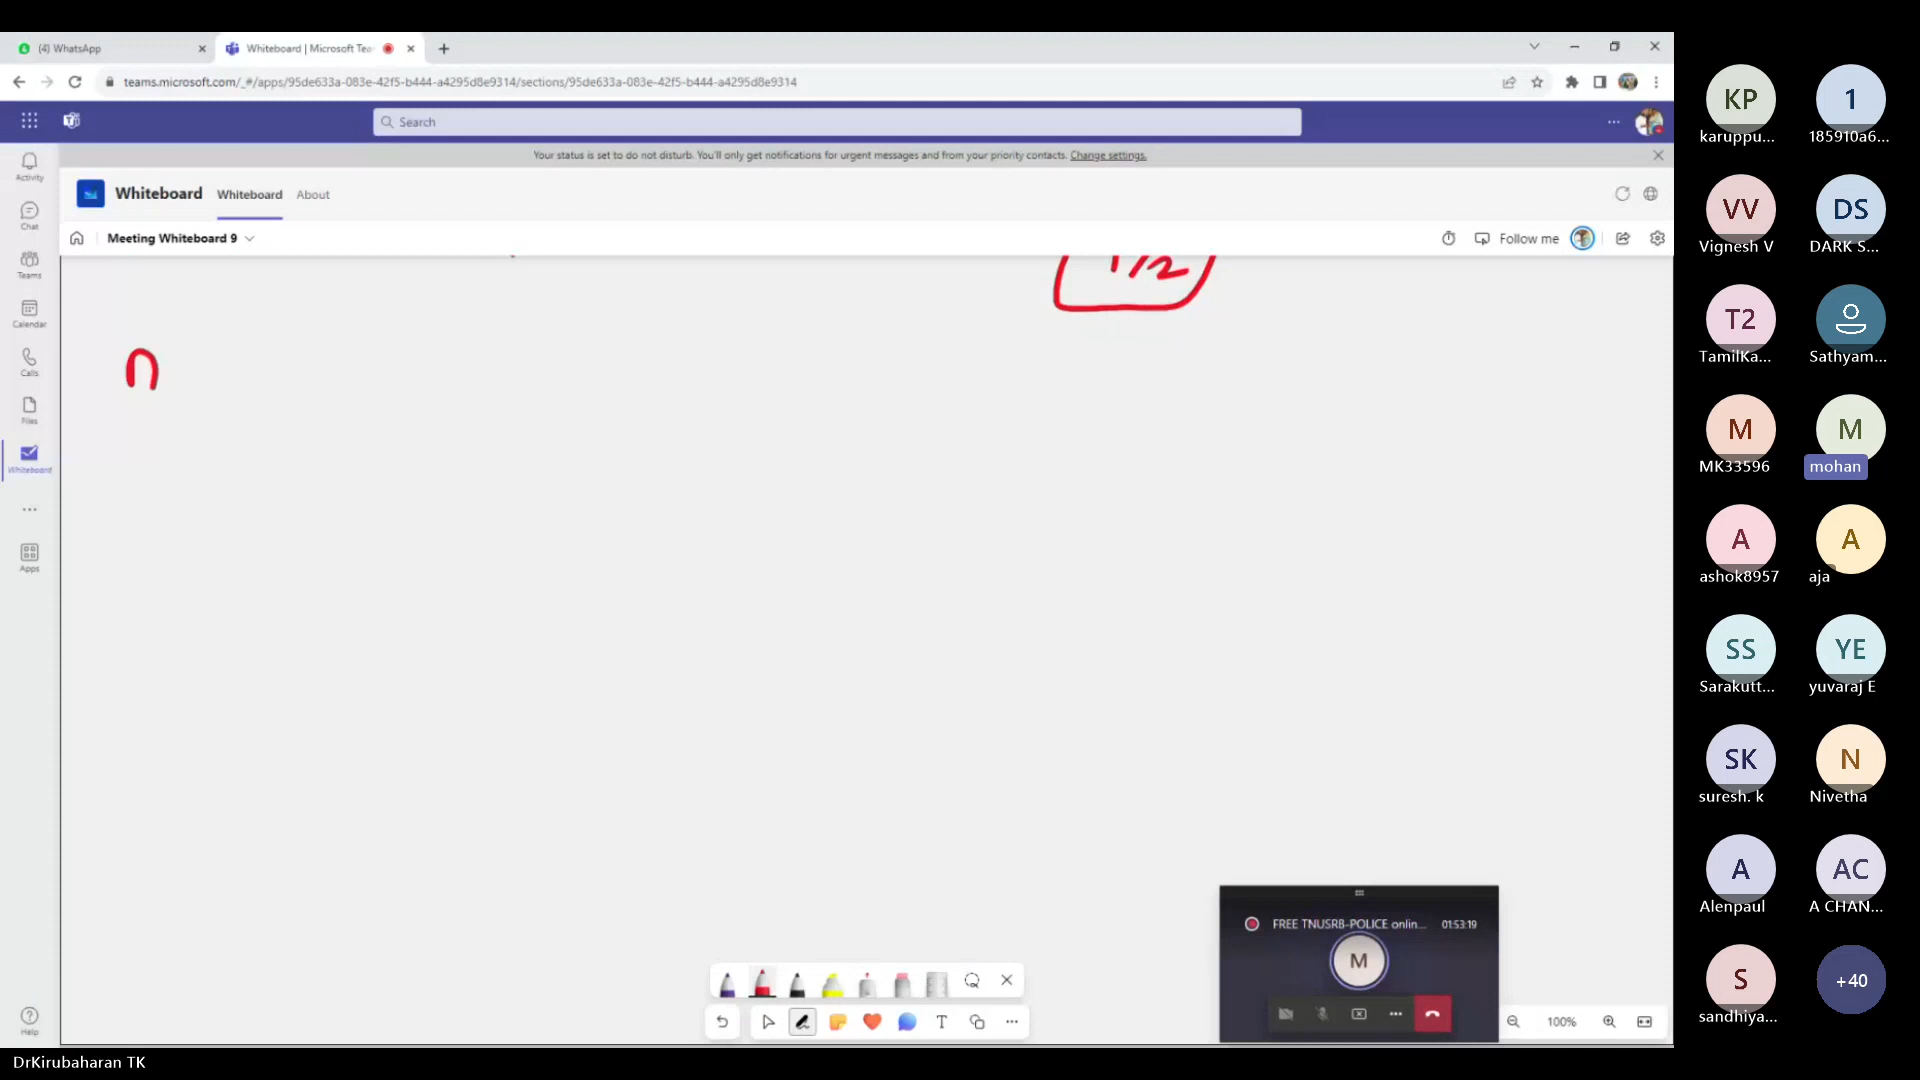 (4) WhatsApp
Whiteboard | Microsoft Tea
teams.microsoft.com/_#/apps/95de633a-083e-42f5-b444-a4295d8e9314/sections/95de633a-083e-42f5-b444-a4295d8e9314
Search
Your status is set to do not disturb. You'll only get notifications for urgent messages and from your priority contacts. Change settings.
Whiteboard Whiteboard About
Meeting Whiteboard 9
Follow me
Activity
Chat
Teams
Calendar
Calls
Files
Whiteboard
Apps
Help
1/2
n
FREE TNUSRB-POLICE onlin... 01:53:19
M
T
100%
KP
karuppu...
1
185910a6...
VV
Vignesh V
DS
DARK S...
T2
TamilKa...
Sathyam...
M
MK33596
M
mohan
A
ashok8957
A
aja
SS
Sarakutt...
YE
yuvaraj E
SK
suresh. k
N
Nivetha
A
Alenpaul
AC
A CHAN...
S
sandhiya...
+40
DrKirubaharan TK